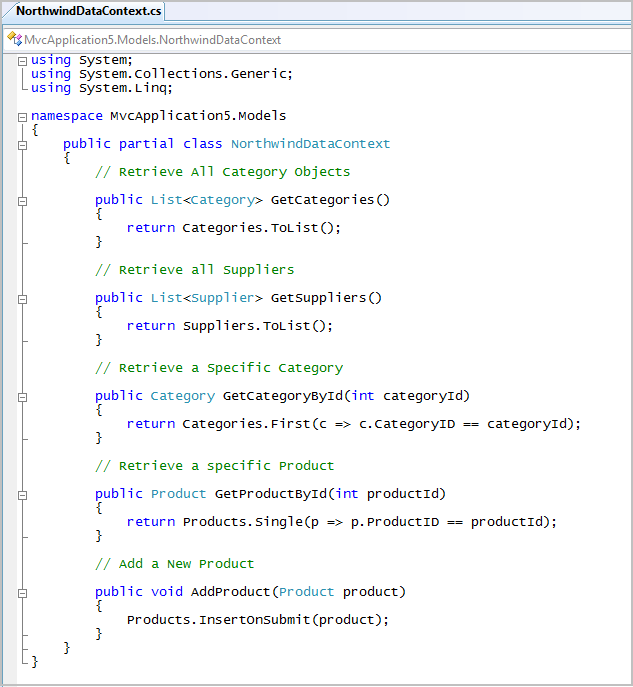 NorthwindDataContext.cs
MvcApplication5.Models.NorthwindDataContext
using System;
using System.Collections.Generic;
using System.Linq;
namespace MvcApplication5.Models
{
public partial class NorthwindDataContext
{
// Retrieve All Category Objects
public List<Category> GetCategories()
{
return Categories.ToList();
}
// Retrieve all Suppliers
public List<Supplier> GetSuppliers()
{
return Suppliers.ToList();
}
// Retrieve a Specific Category
public Category GetCategoryById(int categoryId)
{
return Categories.First(c => c.CategoryID == categoryId);
}
// Retrieve a specific Product
public Product GetProductById(int productId)
{
return Products.Single(p => p.ProductID == productId);
}
// Add a New Product
public void AddProduct(Product product)
{
Products.InsertOnSubmit(product);
}
}
}